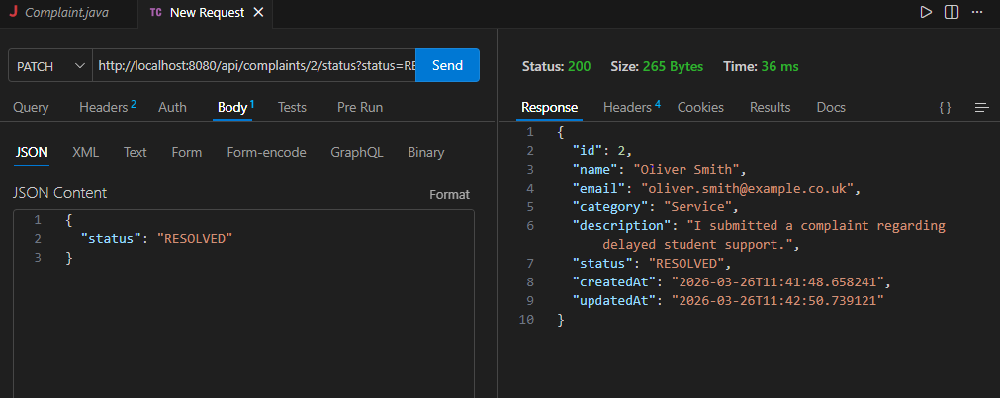 J Complaint.java
TC New Request ×
PATCH http://localhost:8080/api/complaints/2/status?status=RE Send
Query Headers 2 Auth Body 1 Tests Pre Run
JSON XML Text Form Form-encode GraphQL Binary
JSON Content Format
1 {
2 "status": "RESOLVED"
3 }
Status: 200 Size: 265 Bytes Time: 36 ms
Response Headers 4 Cookies Results Docs { }
1 {
2 "id": 2,
3 "name": "Oliver Smith",
4 "email": "oliver.smith@example.co.uk",
5 "category": "Service",
6 "description": "I submitted a complaint regarding
delayed student support.",
7 "status": "RESOLVED",
8 "createdAt": "2026-03-26T11:41:48.658241",
9 "updatedAt": "2026-03-26T11:42:50.739121"
10 }